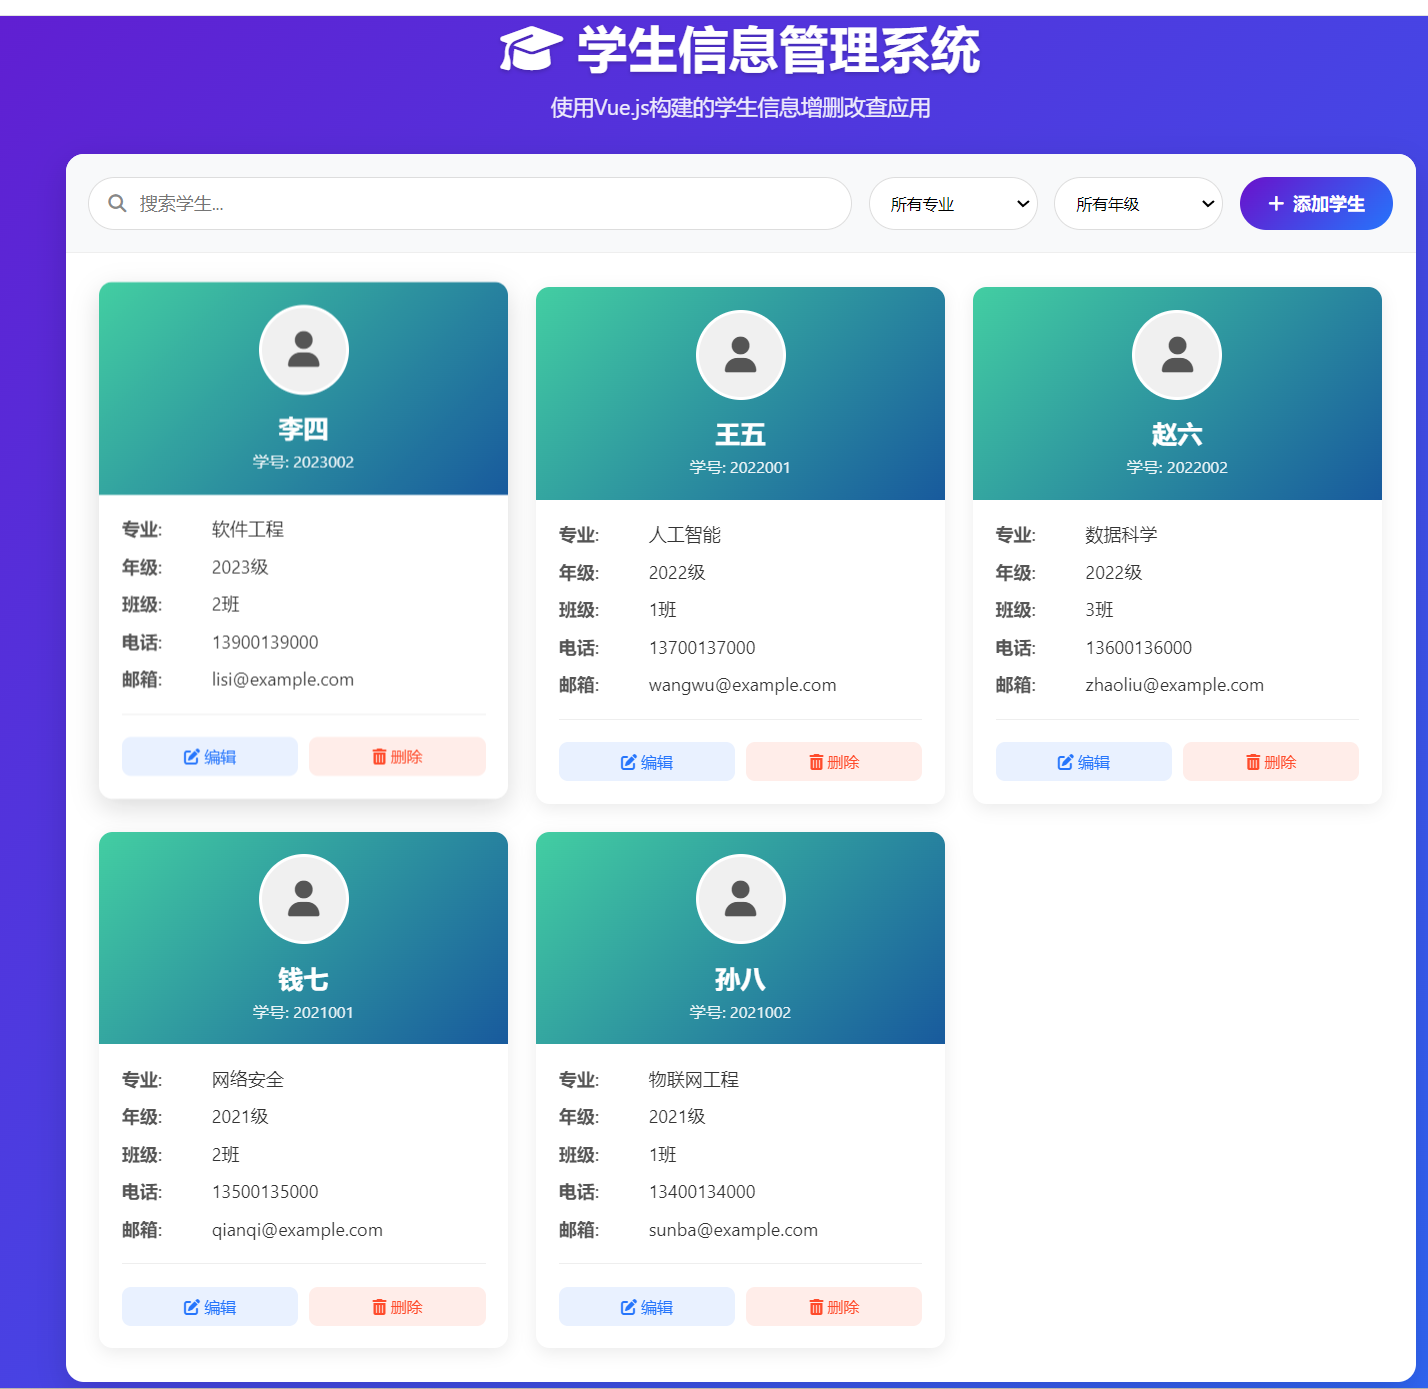 学生信息管理系统
使用Vue.js构建的学生信息增删改查应用
搜索学生...
所有专业
所有年级
添加学生
李四
学号: 2023002
专业: 软件工程
年级: 2023级
班级: 2班
电话: 13900139000
邮箱: lisi@example.com
编辑
删除
王五
学号: 2022001
专业: 人工智能
年级: 2022级
班级: 1班
电话: 13700137000
邮箱: wangwu@example.com
编辑
删除
赵六
学号: 2022002
专业: 数据科学
年级: 2022级
班级: 3班
电话: 13600136000
邮箱: zhaoliu@example.com
编辑
删除
钱七
学号: 2021001
专业: 网络安全
年级: 2021级
班级: 2班
电话: 13500135000
邮箱: qianqi@example.com
编辑
删除
孙八
学号: 2021002
专业: 物联网工程
年级: 2021级
班级: 1班
电话: 13400134000
邮箱: sunba@example.com
编辑
删除